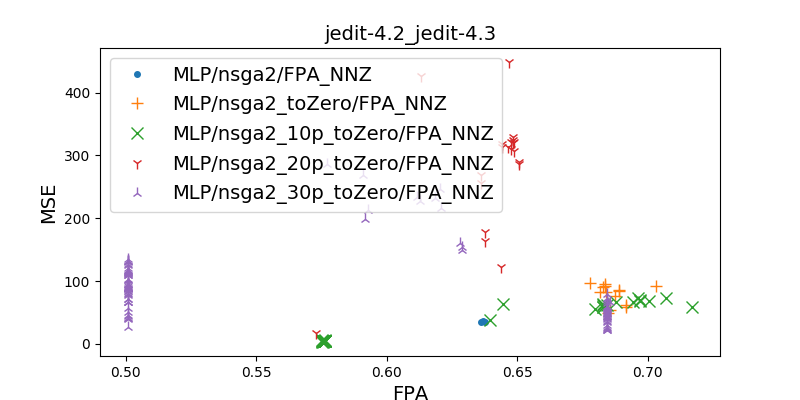 jedit-4.2_jedit-4.3
MLP/nsga2/FPA_NNZ
MLP/nsga2_toZero/FPA_NNZ
MLP/nsga2_10p_toZero/FPA_NNZ
MLP/nsga2_20p_toZero/FPA_NNZ
MLP/nsga2_30p_toZero/FPA_NNZ
MSE
400
300
200
100
0
0.50 0.55 0.60 0.65 0.70
FPA